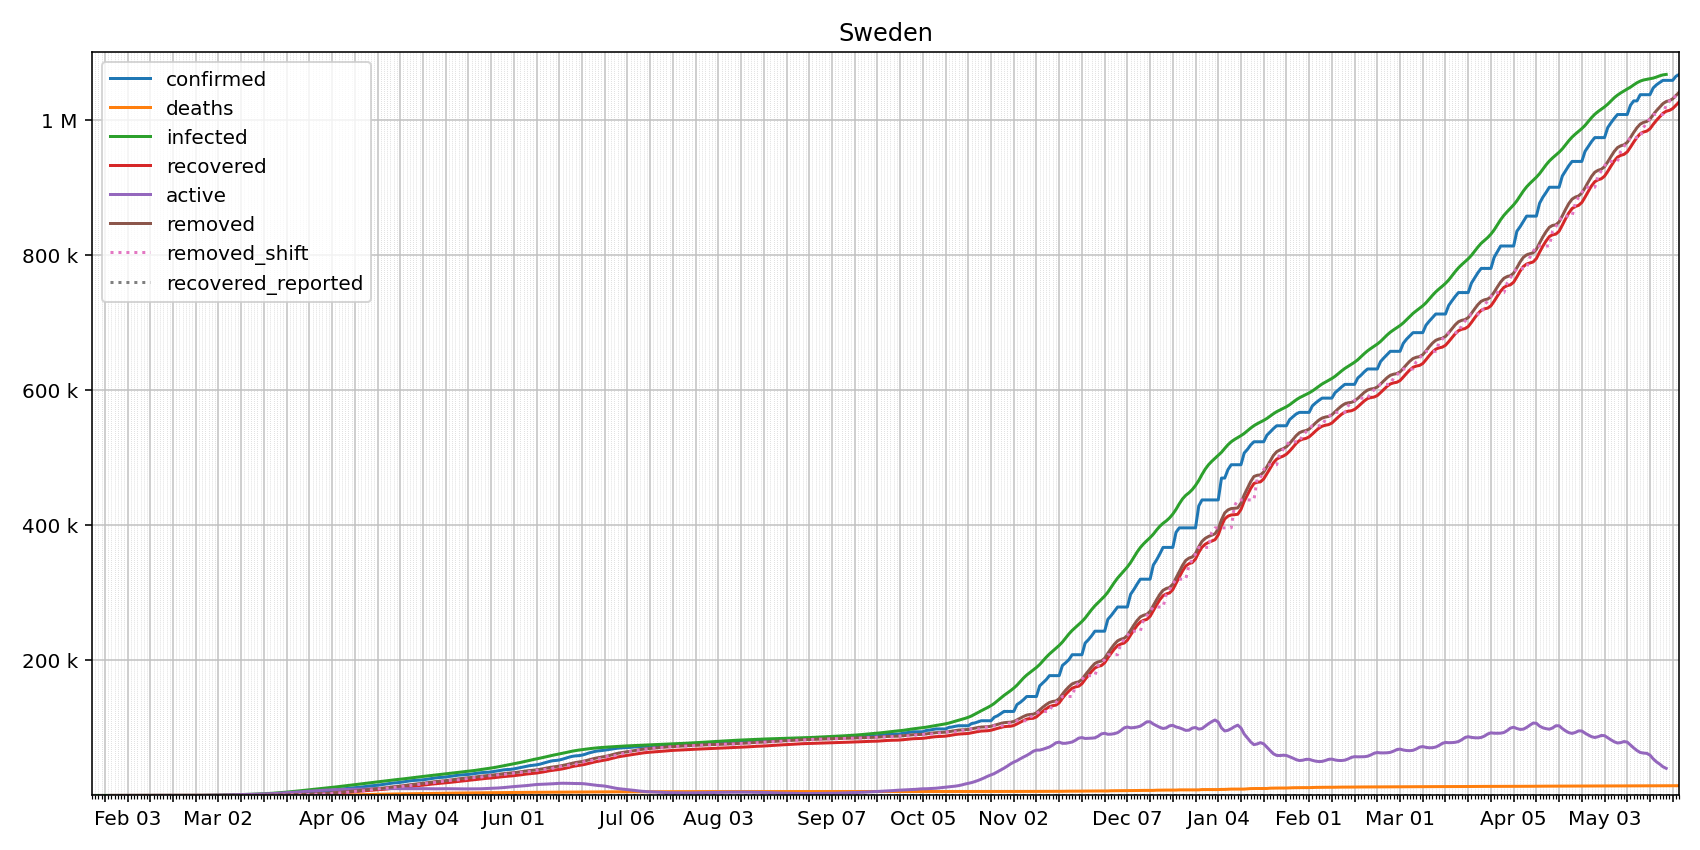 Sweden
confirmed
deaths
infected
recovered
active
removed
removed_shift
recovered_reported
1 M
800 k
600 k
400 k
200 k
Feb 03 Mar 02 Apr 06 May 04 Jun 01 Jul 06 Aug 03 Sep 07 Oct 05 Nov 02 Dec 07 Jan 04 Feb 01 Mar 01 Apr 05 May 03